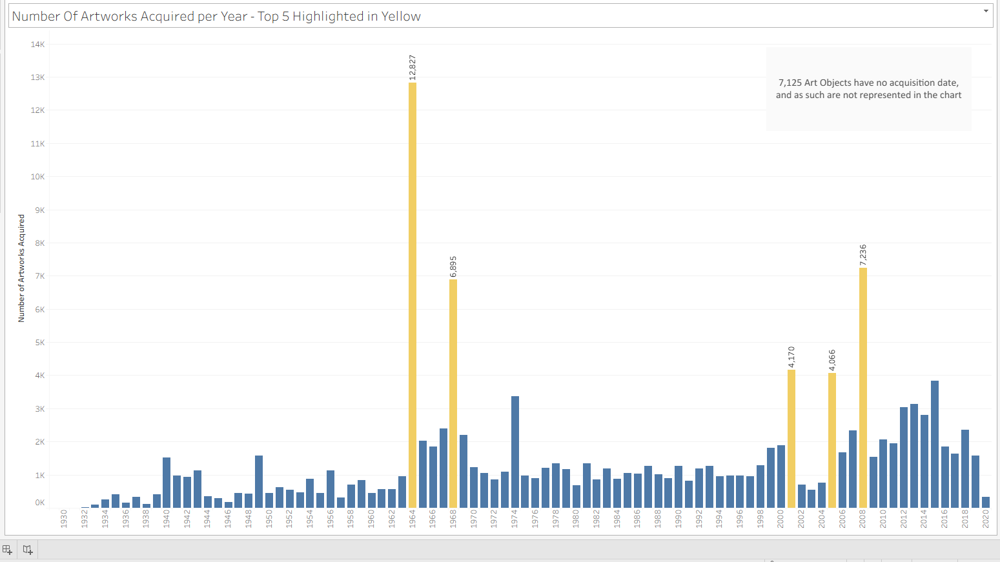 Number Of Artworks Acquired per Year - Top 5 Highlighted in Yellow
14K
13K
12K
11K
10K
9K
8K
7K
6K
5K
4K
3K
2K
1K
0K
Number of Artworks Acquired
12,827
6,895
4,170
4,066
7,236
7,125 Art Objects have no acquisition date,
and as such are not represented in the chart
1930
1932
1934
1936
1938
1940
1942
1944
1946
1948
1950
1952
1954
1956
1958
1960
1962
1964
1966
1968
1970
1972
1974
1976
1978
1980
1982
1984
1986
1988
1990
1992
1994
1996
1998
2000
2002
2004
2006
2008
2010
2012
2014
2016
2018
2020